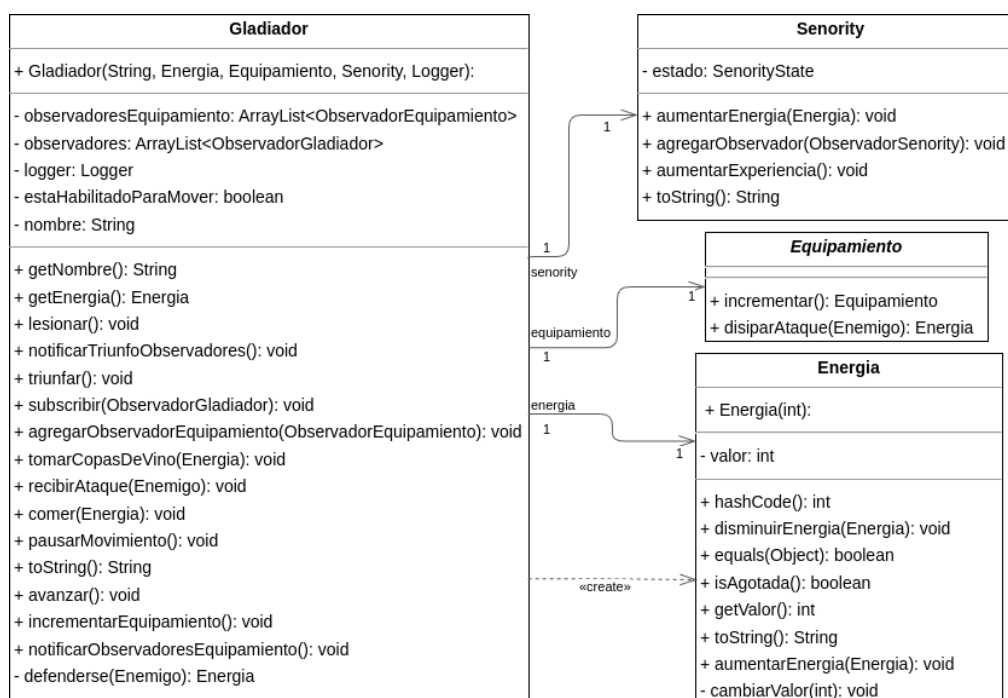 Gladiador
+ Gladiador(String, Energia, Equipamiento, Senority, Logger):
- observadoresEquipamiento: ArrayList<ObservadorEquipamiento>
- observadores: ArrayList<ObservadorGladiador>
- logger: Logger
- estaHabilitadoParaMover: boolean
- nombre: String
+ getNombre(): String
+ getEnergia(): Energia
+ lesionar(): void
+ notificarTriunfoObservadores(): void
+ triunfar(): void
+ subscribir(ObservadorGladiador): void
+ agregarObservadorEquipamiento(ObservadorEquipamiento): void
+ tomarCopasDeVino(Energia): void
+ recibirAtaque(Enemigo): void
+ comer(Energia): void
+ pausarMovimiento(): void
+ toString(): String
+ avanzar(): void
+ incrementarEquipamiento(): void
+ notificarObservadoresEquipamiento(): void
- defenderse(Enemigo): Energia
1
senority
1
equipamiento
1
1
energia
1
1
«create»
Senority
- estado: SenorityState
+ aumentarEnergia(Energia): void
+ agregarObservador(ObservadorSenority): void
+ aumentarExperiencia(): void
+ toString(): String
Equipamiento
+ incrementar(): Equipamiento
+ disiparAtaque(Enemigo): Energia
Energia
+ Energia(int):
- valor: int
+ hashCode(): int
+ disminuirEnergia(Energia): void
+ equals(Object): boolean
+ isAgotada(): boolean
+ getValor(): int
+ toString(): String
+ aumentarEnergia(Energia): void
- cambiarValor(int): void